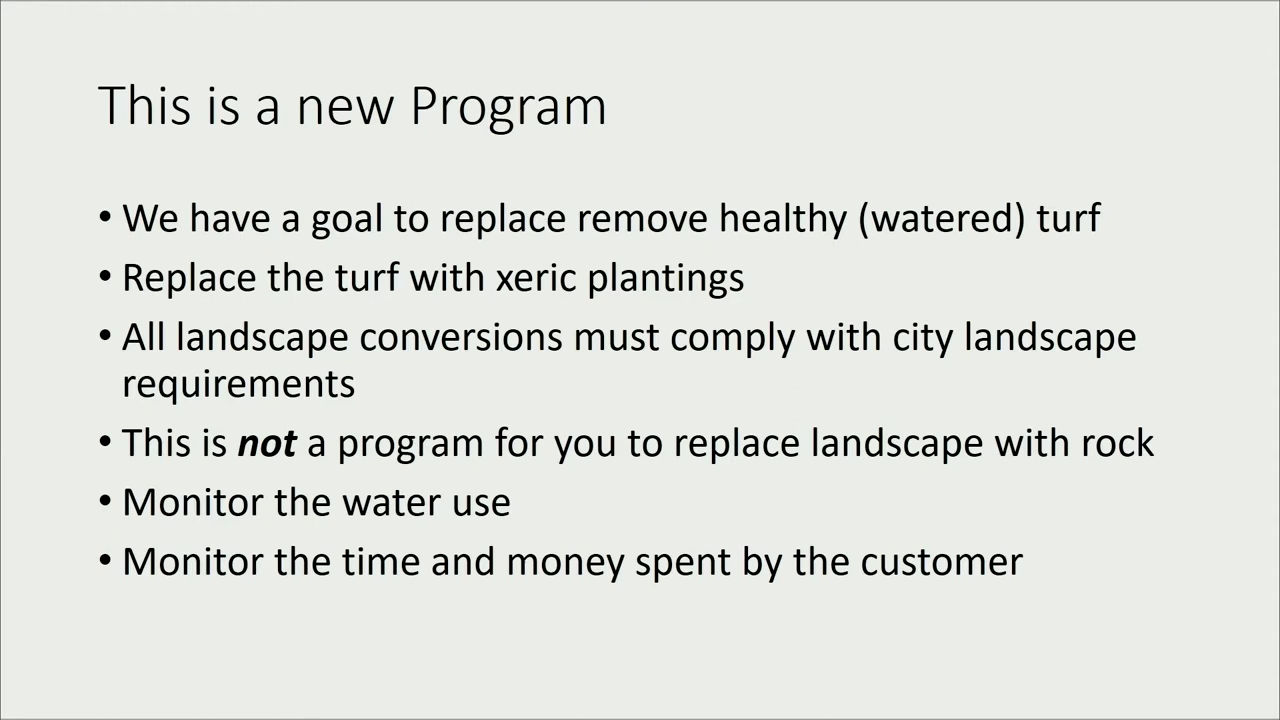 This is a new Program
• We have a goal to replace remove healthy (watered) turf
• Replace the turf with xeric plantings
• All landscape conversions must comply with city landscape
requirements
• This is not a program for you to replace landscape with rock
• Monitor the water use
• Monitor the time and money spent by the customer